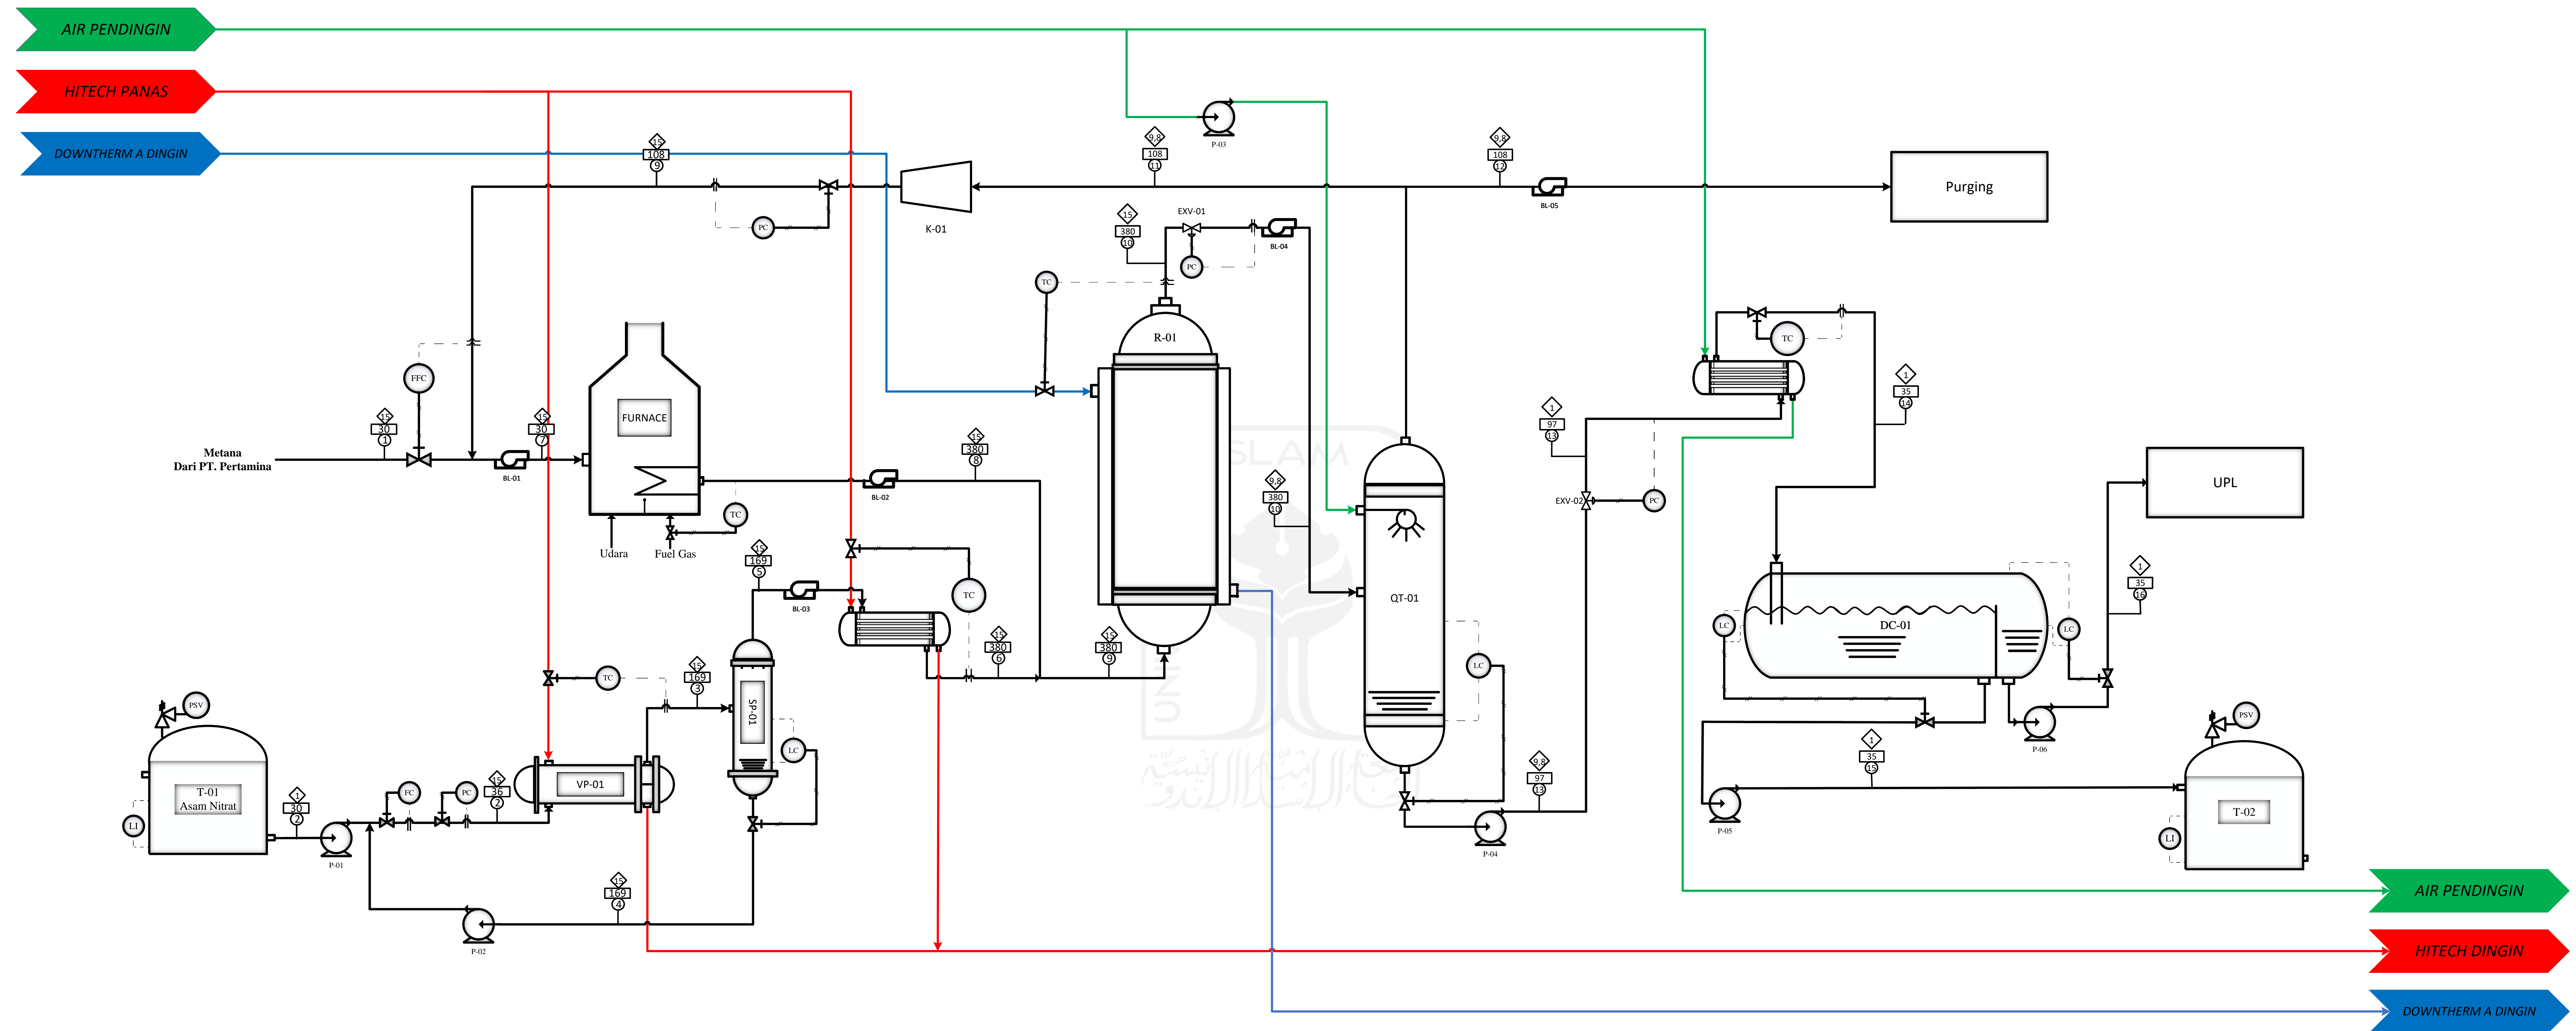 AIR PENDINGIN
HITECH PANAS
DOWNTHERM A DINGIN
15
108
9
PC
K-01
P-03
9,8
108
11
9,8
108
12
BL-05
Purging
15
380
10
EXV-01
PC
BL-04
TC
R-01
TC
FFC
FURNACE
1
35
14
15
30
1
15
30
7
Metana
Dari PT. Pertamina
BL-01
15
380
8
BL-02
TC
Udara
Fuel Gas
1
97
13
EXV-02
PC
9,8
380
10
UPL
15
169
5
BL-03
TC
QT-01
1
35
16
LC
DC-01
LC
15
380
6
15
380
9
LC
TC
15
169
3
SP-01
LC
PSV
T-01
Asam Nitrat
LI
1
30
2
P-01
FC
PC
15
36
2
VP-01
9,8
97
13
P-04
P-06
PSV
1
35
15
P-05
T-02
LI
15
169
4
P-02
AIR PENDINGIN
HITECH DINGIN
DOWNTHERM A DINGIN
SLAM